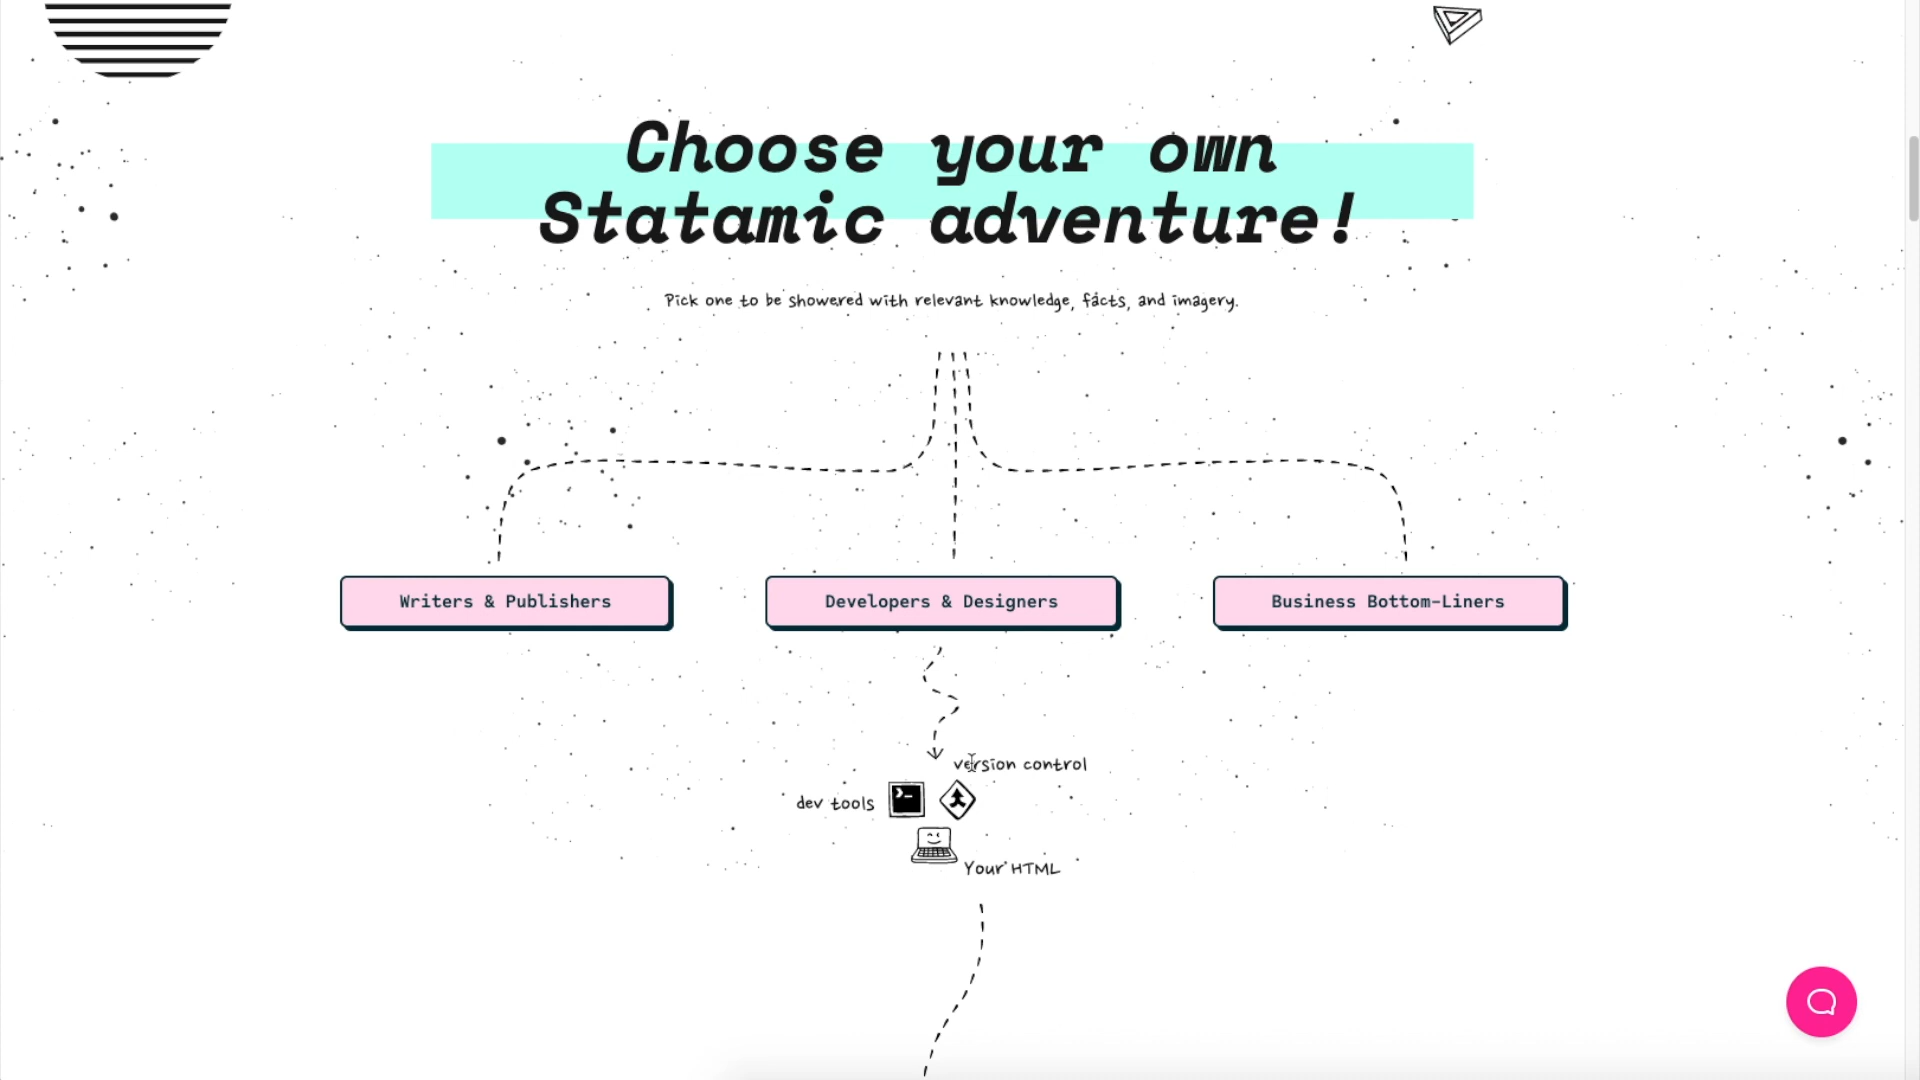 Choose your own
Statamic adventure!
Pick one to be showered with relevant knowledge, facts, and imagery.
Writers & Publishers
Developers & Designers
Business Bottom-Liners
version control
dev tools
Your HTML